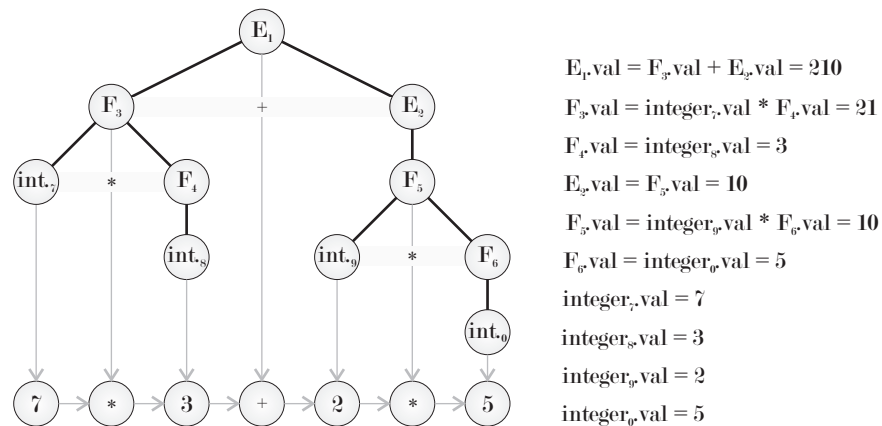 E₁
F₃ + E₂
int.₇ * F₄ F₅
int.₈ int.₉ * F₆
int.₀
7 * 3 + 2 * 5
E₁.val = F₃.val + E₂.val = 210
F₃.val = integer₇.val * F₄.val = 21
F₄.val = integer₈.val = 3
E₂.val = F₅.val = 10
F₅.val = integer₉.val * F₆.val = 10
F₆.val = integer₀.val = 5
integer₇.val = 7
integer₈.val = 3
integer₉.val = 2
integer₀.val = 5